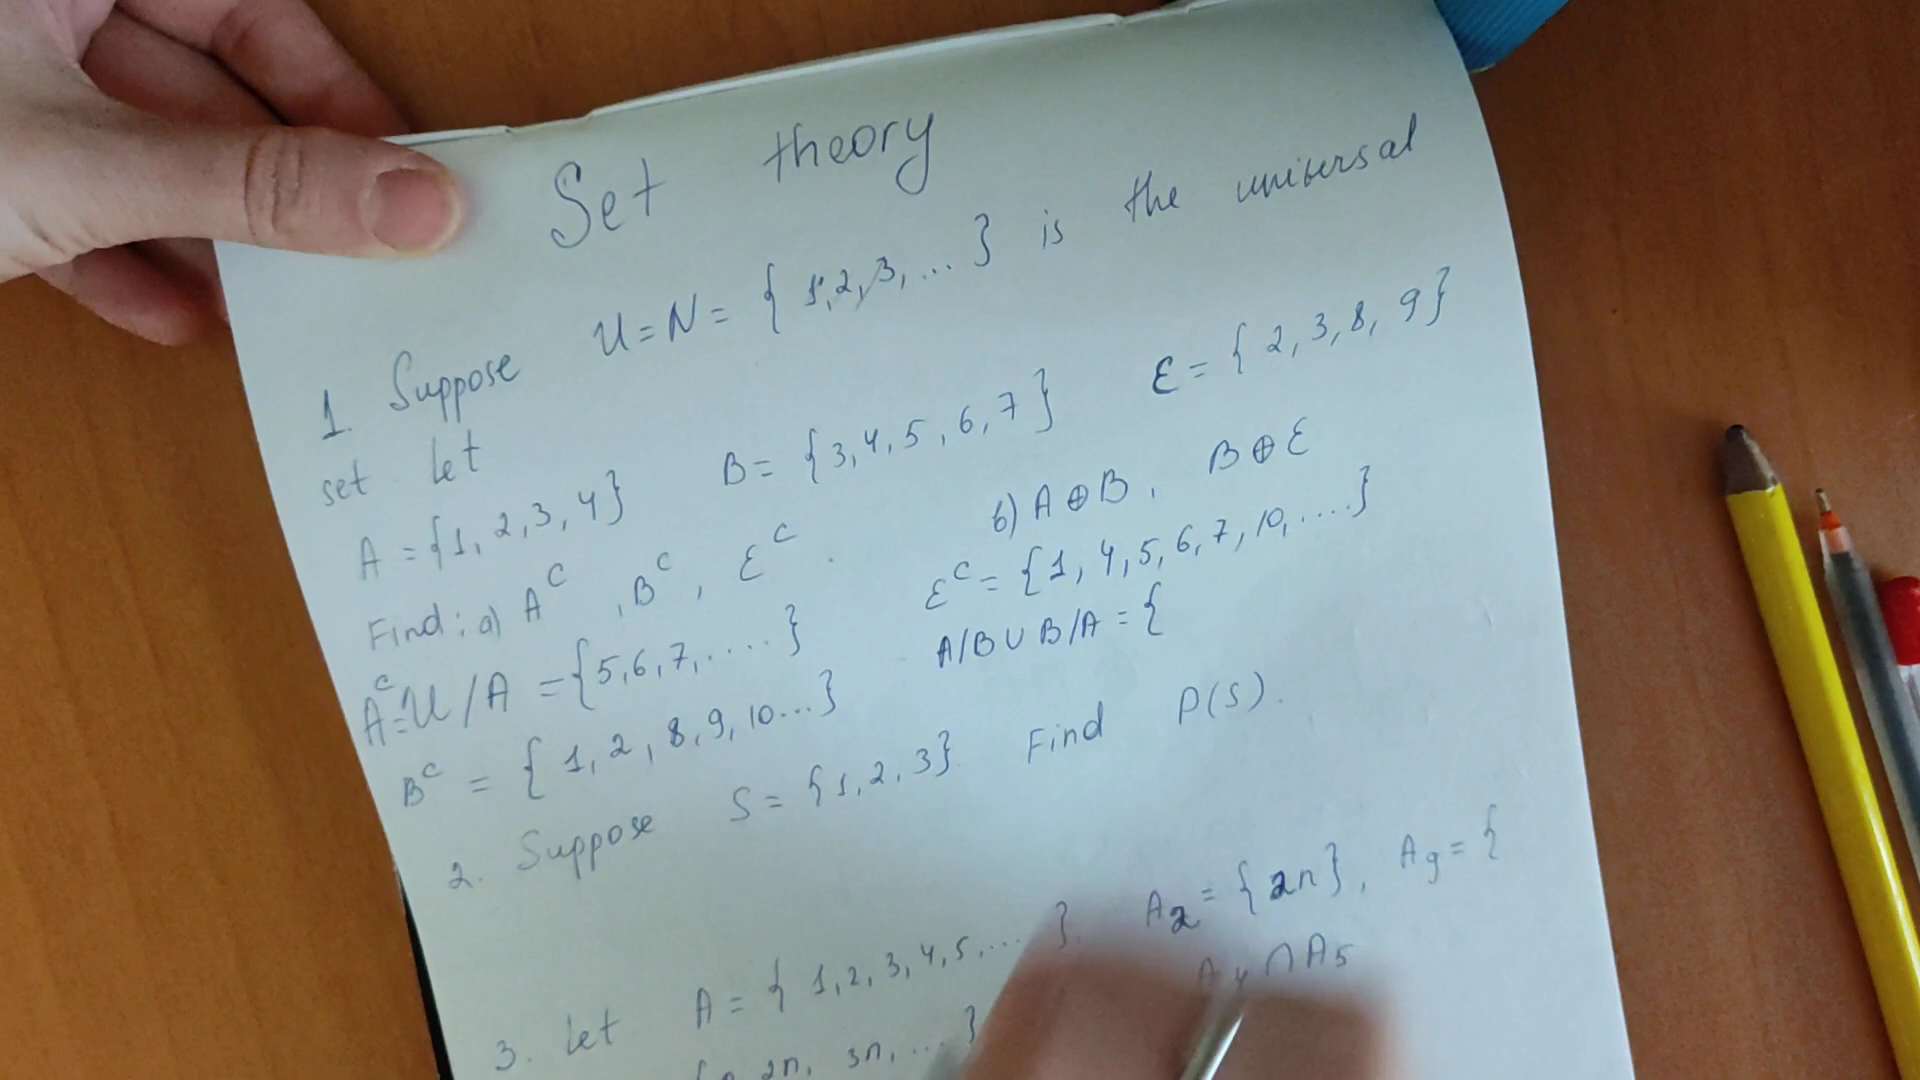 Set theory
1. Suppose U = N = { 1, 2, 3, ... } is the universal
set. Let
A = {1, 2, 3, 4} B = {3, 4, 5, 6, 7} ε = {2, 3, 8, 9}
Find: a) A^C, B^C, ε^C. b) A ⊕ B, B ⊕ ε
A^C = U / A = {5, 6, 7, ....} ε^C = {1, 4, 5, 6, 7, 10, ....}
B^C = {1, 2, 8, 9, 10 ...} A/B ∪ B/A = {
2. Suppose S = {1, 2, 3}. Find P(S).
3. Let A = {1, 2, 3, 4, 5, ... }. A2 = {2n}, A9 = {
2n, 3n, ...} ∩ A5